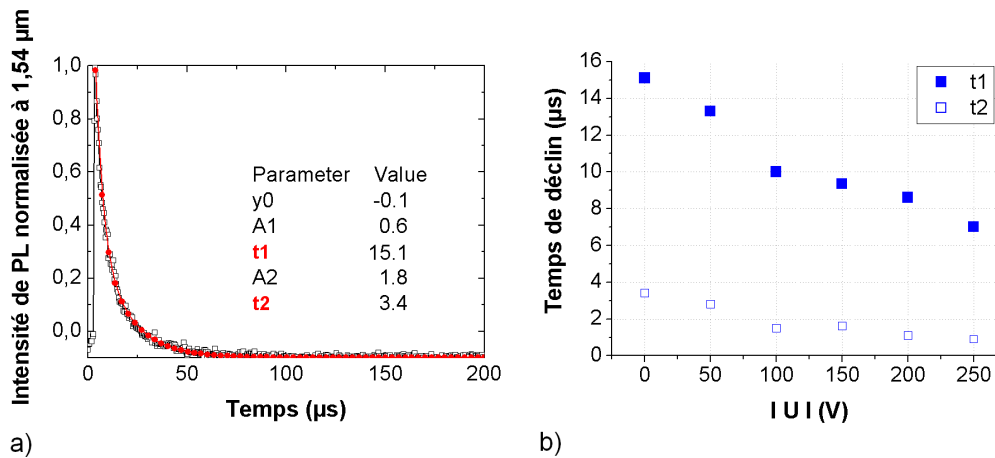 Intensité de PL normalisée à 1,54 µm
1,0
0,8
0,6
0,4
0,2
0,0
0
50
100
150
200
Temps (µs)
Parameter Value
y0 -0.1
A1 0.6
t1 15.1
A2 1.8
t2 3.4
a)
Temps de déclin (µs)
16
14
12
10
8
6
4
2
0
0
50
100
150
200
250
I U I (V)
t1
t2
b)